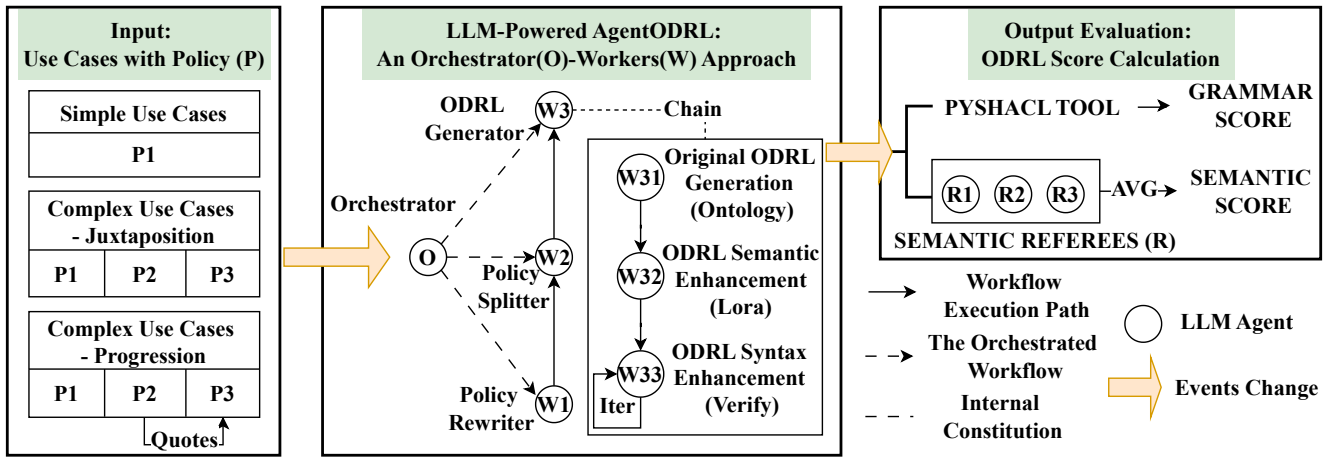 Input:
Use Cases with Policy (P)
Simple Use Cases
P1
Complex Use Cases
- Juxtaposition
P1 P2 P3
Complex Use Cases
- Progression
P1 P2 P3
Quotes
LLM-Powered AgentODRL:
An Orchestrator(O)-Workers(W) Approach
ODRL
Generator
W3
Chain
Orchestrator
O
W2
Policy
Splitter
Policy
Rewriter
W1
W31
Original ODRL
Generation
(Ontology)
W32
ODRL Semantic
Enhancement
(Lora)
W33
ODRL Syntax
Enhancement
(Verify)
Iter
Output Evaluation:
ODRL Score Calculation
PYSHACL TOOL
GRAMMAR
SCORE
R1 R2 R3
AVG
SEMANTIC
SCORE
SEMANTIC REFEREES (R)
Workflow
Execution Path
The Orchestrated
Workflow
Internal
Constitution
LLM Agent
Events Change